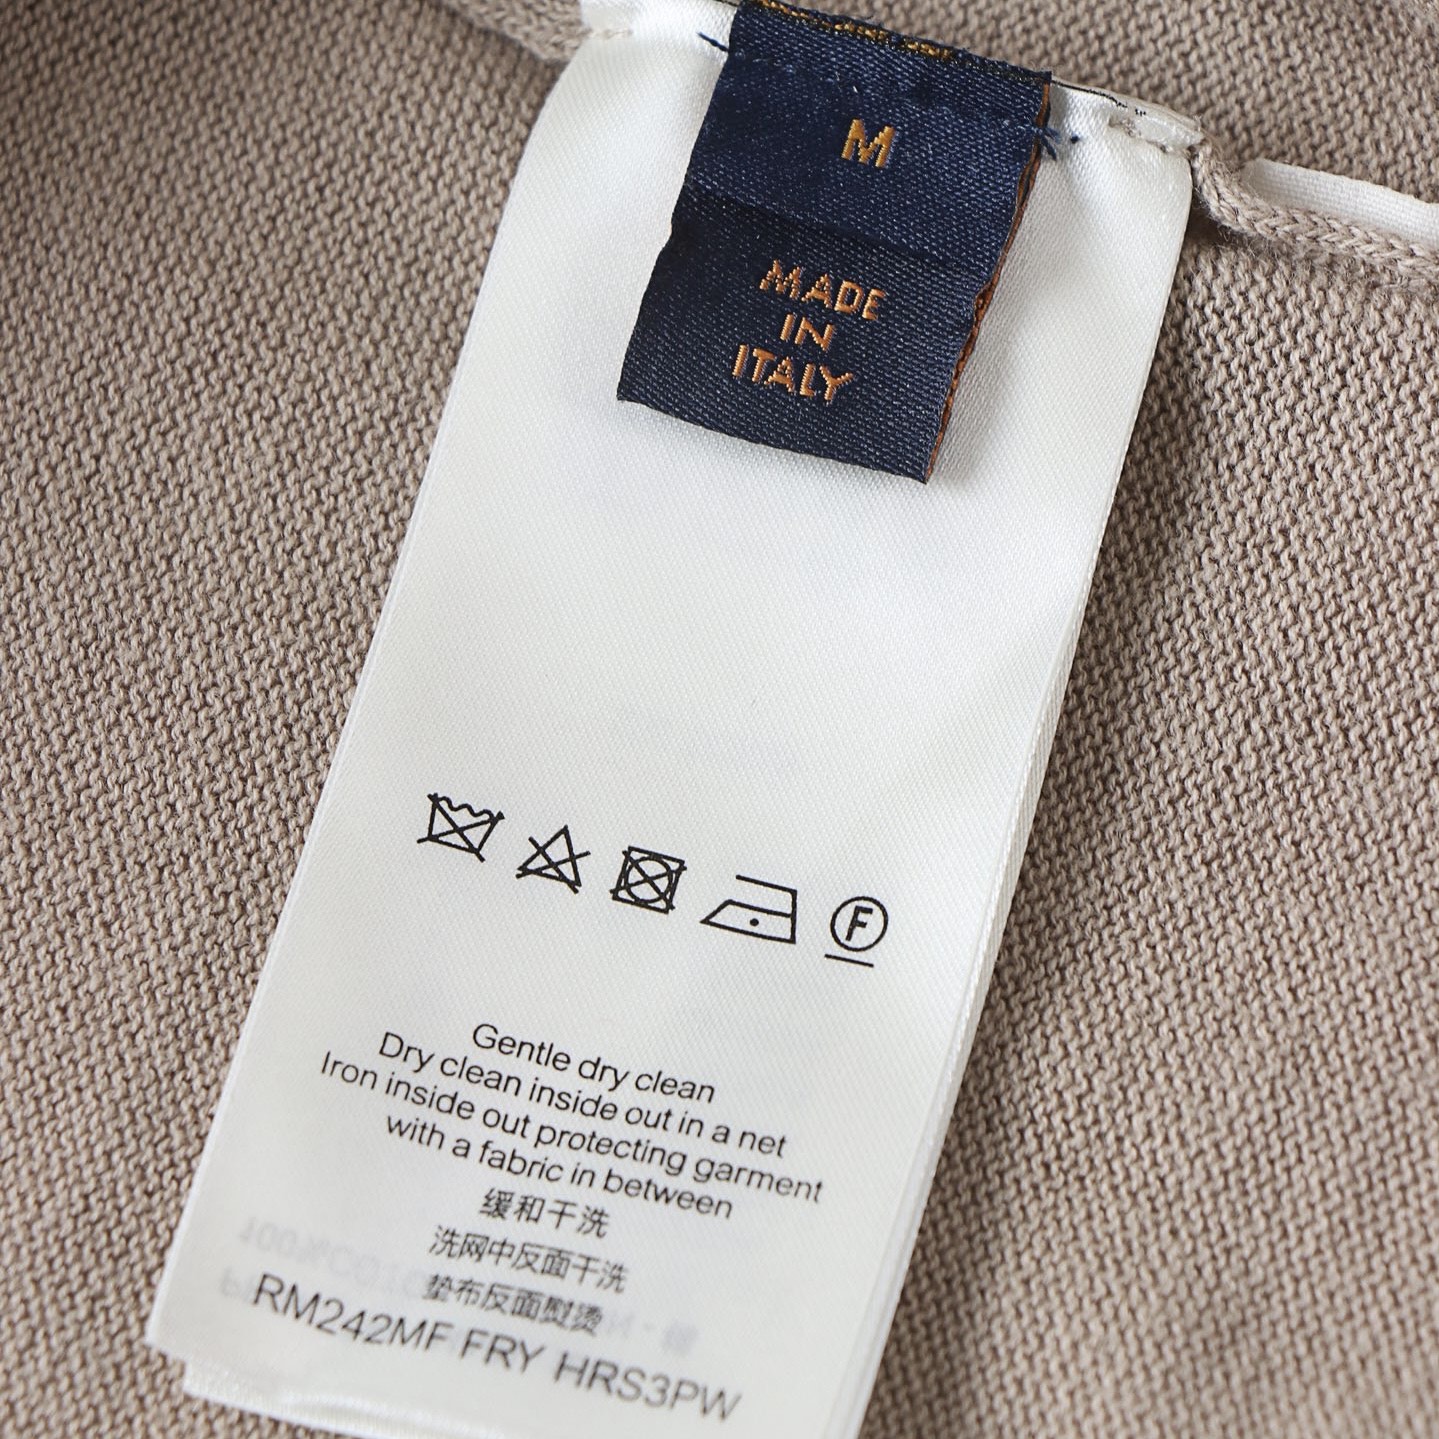 M
MADE
IN
ITALY
F
Gentle dry clean
Dry clean inside out in a net
Iron inside out protecting garment
with a fabric in between
缓和干洗
洗网中反面干洗
垫布反面熨烫
RM242MF FRY HRS3PW